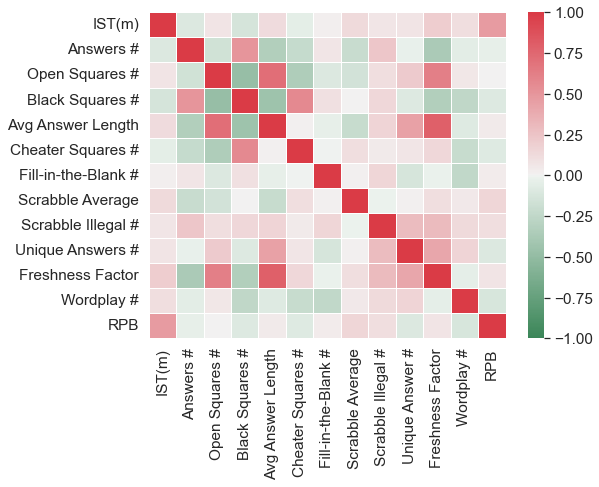 IST(m)
Answers #
Open Squares #
Black Squares #
Avg Answer Length
Cheater Squares #
Fill-in-the-Blank #
Scrabble Average
Scrabble Illegal #
Unique Answers #
Freshness Factor
Wordplay #
RPB
IST(m)
Answers #
Open Squares #
Black Squares #
Avg Answer Length
Cheater Squares #
Fill-in-the-Blank #
Scrabble Average
Scrabble Illegal #
Unique Answer #
Freshness Factor
Wordplay #
RPB
1.00
0.75
0.50
0.25
0.00
−0.25
−0.50
−0.75
−1.00